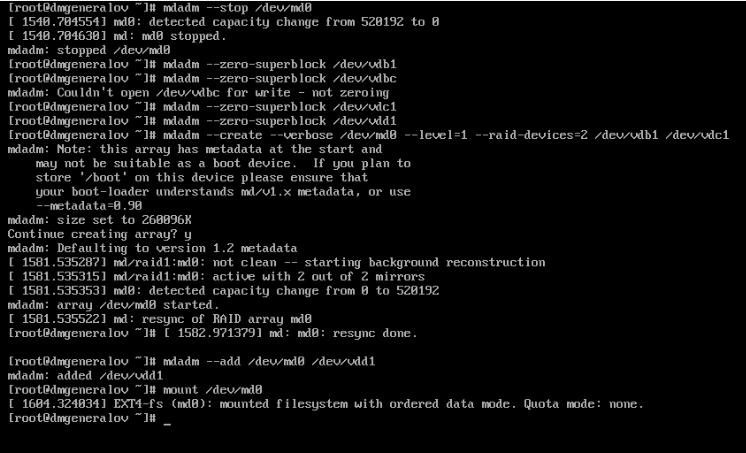 [root@dmgeneralov ~]# mdadm --stop /dev/md0
[ 1540.704554] md0: detected capacity change from 520192 to 0
[ 1540.704630] md: md0 stopped.
mdadm: stopped /dev/md0
[root@dmgeneralov ~]# mdadm --zero-superblock /dev/vdb1
[root@dmgeneralov ~]# mdadm --zero-superblock /dev/vdbc
mdadm: Couldn't open /dev/vdbc for write - not zeroing
[root@dmgeneralov ~]# mdadm --zero-superblock /dev/vdc1
[root@dmgeneralov ~]# mdadm --zero-superblock /dev/vdd1
[root@dmgeneralov ~]# mdadm --create --verbose /dev/md0 --level=1 --raid-devices=2 /dev/vdb1 /dev/vdc1
mdadm: Note: this array has metadata at the start and
    may not be suitable as a boot device.  If you plan to
    store '/boot' on this device please ensure that
    your boot-loader understands md/v1.x metadata, or use
    --metadata=0.90
mdadm: size set to 260096K
Continue creating array? y
mdadm: Defaulting to version 1.2 metadata
[ 1581.535287] md/raid1:md0: not clean -- starting background reconstruction
[ 1581.535315] md/raid1:md0: active with 2 out of 2 mirrors
[ 1581.535353] md0: detected capacity change from 0 to 520192
mdadm: array /dev/md0 started.
[ 1581.535522] md: resync of RAID array md0
[root@dmgeneralov ~]# [ 1582.971379] md: md0: resync done.

[root@dmgeneralov ~]# mdadm --add /dev/md0 /dev/vdd1
mdadm: added /dev/vdd1
[root@dmgeneralov ~]# mount /dev/md0
[ 1604.324034] EXT4-fs (md0): mounted filesystem with ordered data mode. Quota mode: none.
[root@dmgeneralov ~]# _